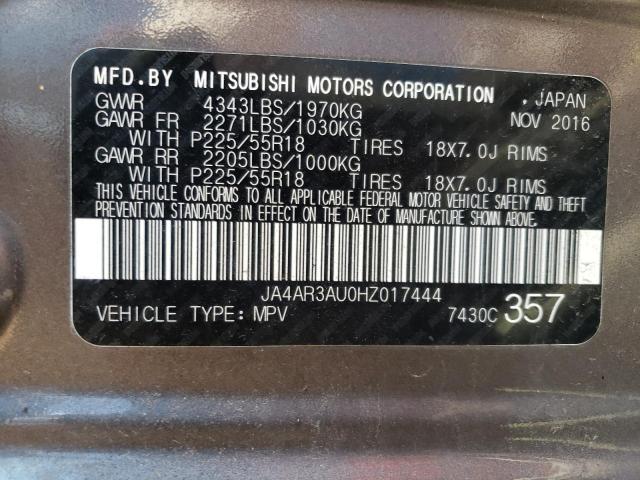 MFD.BY MITSUBISHI MOTORS CORPORATION , JAPAN
GVWR 4343LBS/1970KG NOV 2016
GAWR FR 2271LBS/1030KG
WITH P225/55R18 TIRES 18X7.0J RIMS
GAWR RR 2205LBS/1000KG
WITH P225/55R18 TIRES 18X7.0J RIMS
THIS VEHICLE CONFORMS TO ALL APPLICABLE FEDERAL MOTOR VEHICLE SAFETY AND THEFT
PREVENTION STANDARDS IN EFFECT ON THE DATE OF MANUFACTURE SHOWN ABOVE.
JA4AR3AU0HZ017444
VEHICLE TYPE: MPV 7430C 357